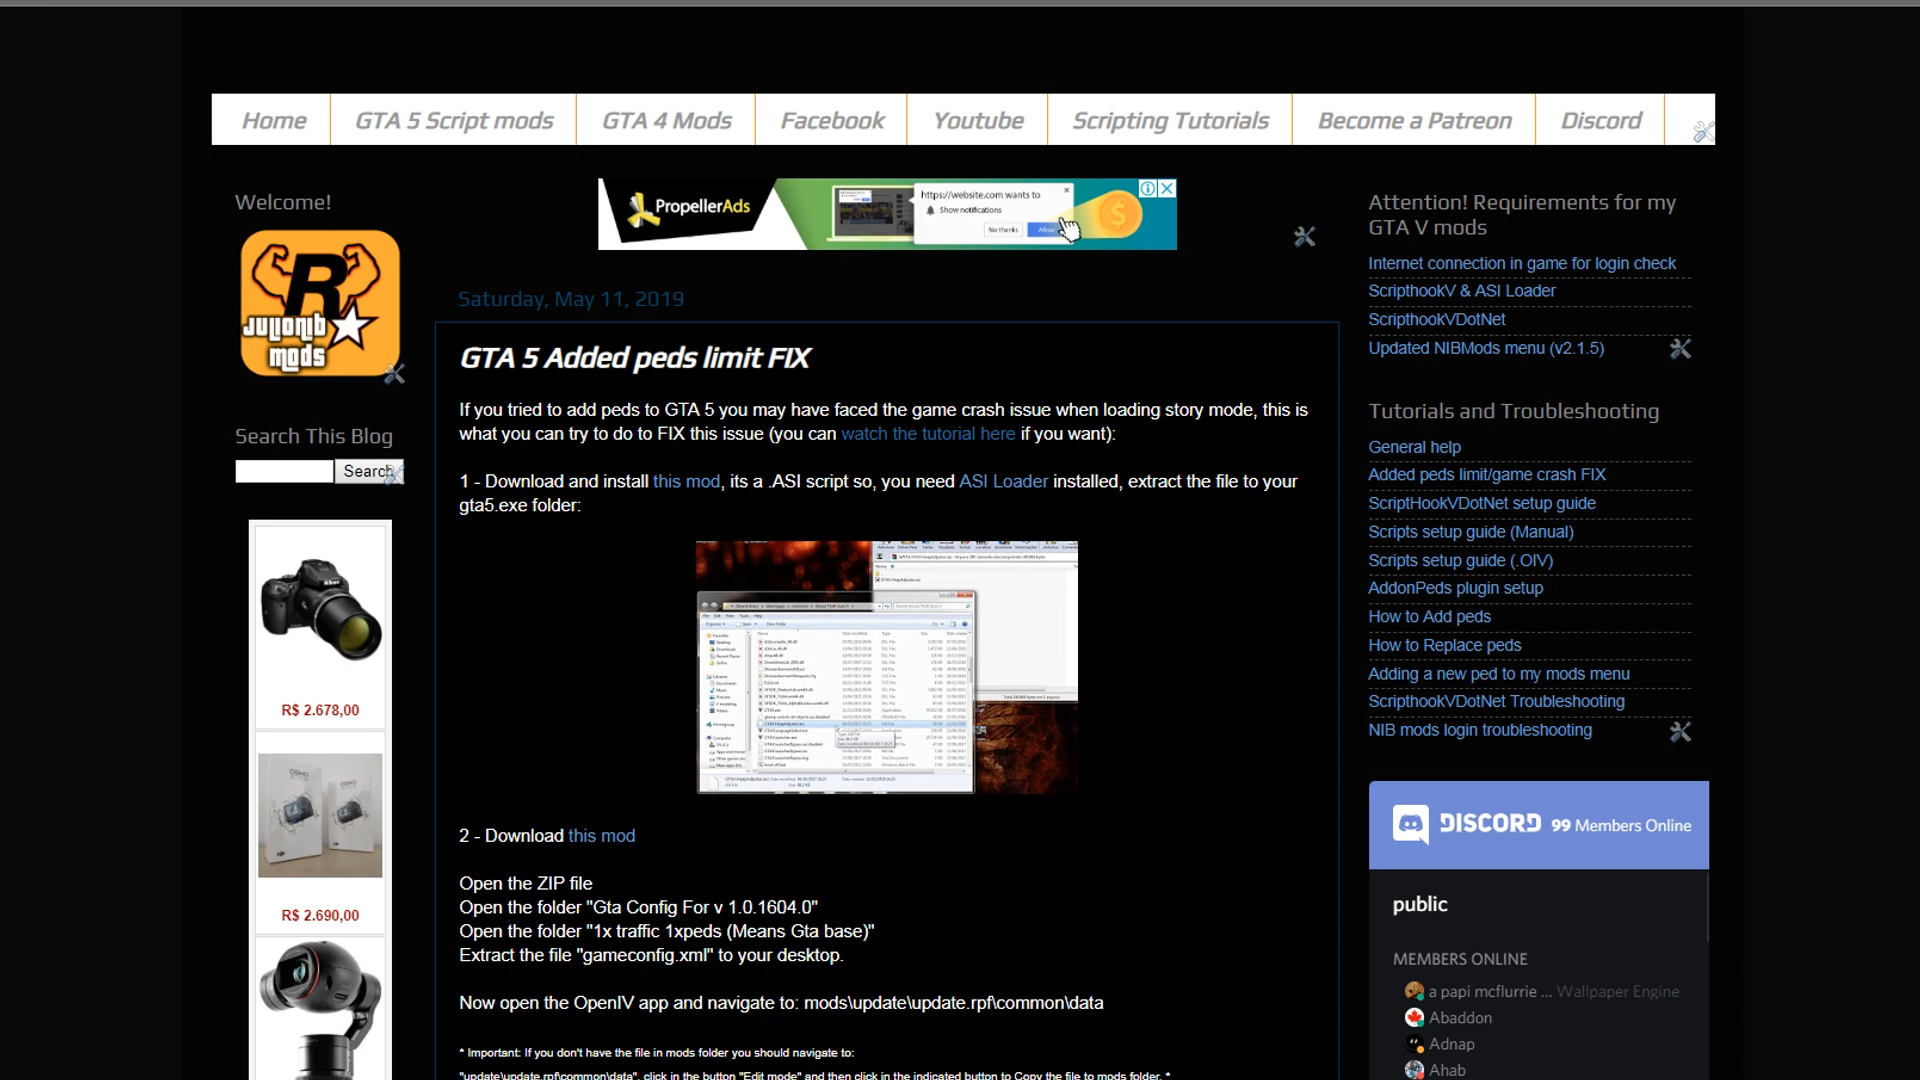 Home
GTA 5 Script mods
GTA 4 Mods
Facebook
Youtube
Scripting Tutorials
Become a Patreon
Discord
Welcome!
R
JULIONIB
mods
Search This Blog
Search
R$ 2.678,00
R$ 2.690,00
PropellerAds
https://website.com wants to
Show notifications
No thanks
Allow
Saturday, May 11, 2019
GTA 5 Added peds limit FIX
If you tried to add peds to GTA 5 you may have faced the game crash issue when loading story mode, this is
what you can try to do to FIX this issue (you can watch the tutorial here if you want):
1 - Download and install this mod, its a .ASI script so, you need ASI Loader installed, extract the file to your
gta5.exe folder:
2 - Download this mod
Open the ZIP file
Open the folder "Gta Config For v 1.0.1604.0"
Open the folder "1x traffic 1xpeds (Means Gta base)"
Extract the file "gameconfig.xml" to your desktop.
Now open the OpenIV app and navigate to: mods\update\update.rpf\common\data
* Important: If you don't have the file in mods folder you should navigate to:
"update\update.rpf\common\data", click in the button "Edit mode" and then click in the indicated button to Copy the file to mods folder. *
Attention! Requirements for my
GTA V mods
Internet connection in game for login check
ScripthookV & ASI Loader
ScripthookVDotNet
Updated NIBMods menu (v2.1.5)
Tutorials and Troubleshooting
General help
Added peds limit/game crash FIX
ScriptHookVDotNet setup guide
Scripts setup guide (Manual)
Scripts setup guide (.OIV)
AddonPeds plugin setup
How to Add peds
How to Replace peds
Adding a new ped to my mods menu
ScripthookVDotNet Troubleshooting
NIB mods login troubleshooting
DISCORD 99 Members Online
public
MEMBERS ONLINE
a papi mcflurrie ... Wallpaper Engine
Abaddon
Adnap
Ahab